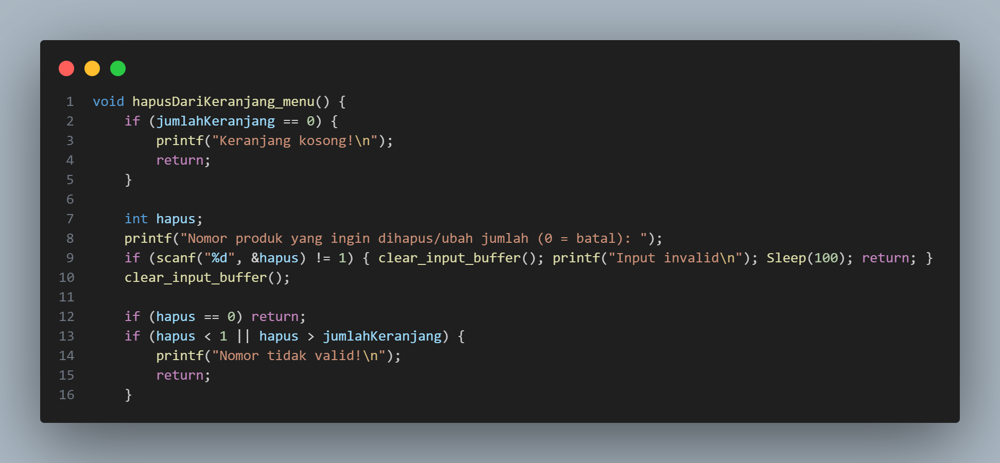 1 void hapusDariKeranjang_menu() {
2     if (jumlahKeranjang == 0) {
3         printf("Keranjang kosong!\n");
4         return;
5     }
6
7     int hapus;
8     printf("Nomor produk yang ingin dihapus/ubah jumlah (0 = batal): ");
9     if (scanf("%d", &hapus) != 1) { clear_input_buffer(); printf("Input invalid\n"); Sleep(100); return; }
10     clear_input_buffer();
11
12     if (hapus == 0) return;
13     if (hapus < 1 || hapus > jumlahKeranjang) {
14         printf("Nomor tidak valid!\n");
15         return;
16     }